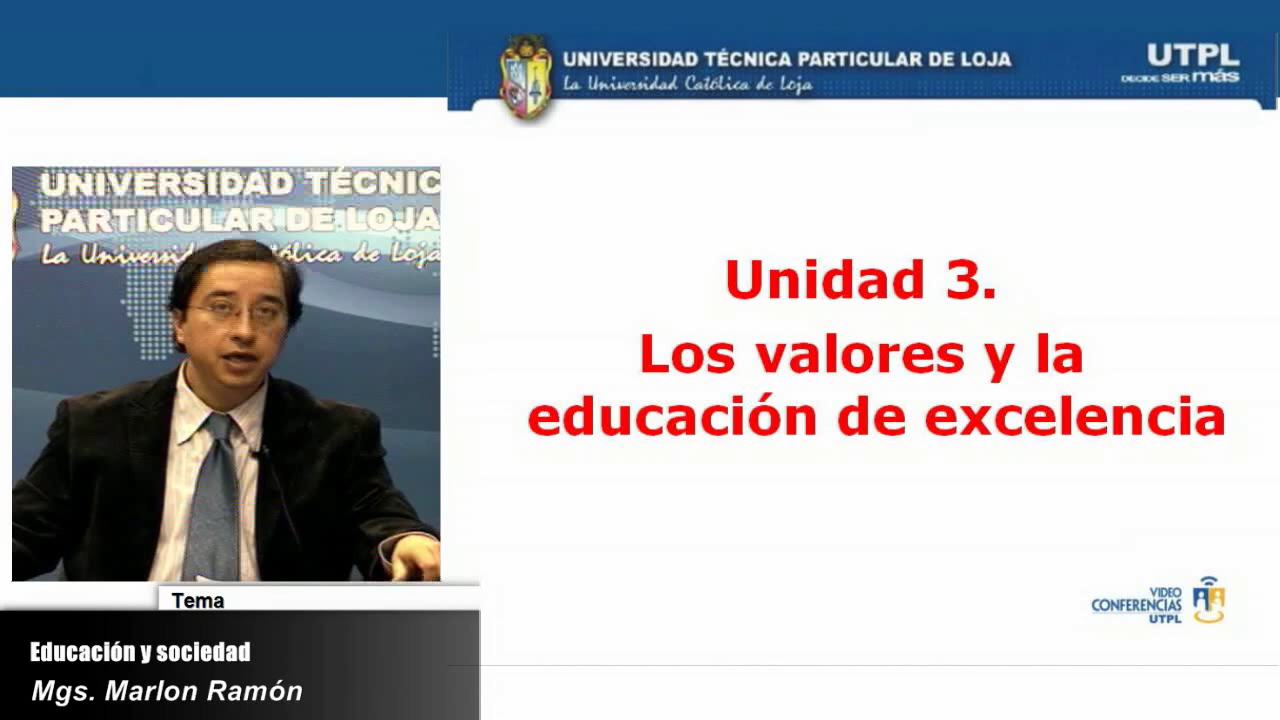 UNIVERSIDAD TÉCNICA PARTICULAR DE LOJA
La Universidad Católica de Loja
UTPL
DECIDE SER más
UNIVERSIDAD TÉCNIC
PARTICULAR DE LOJA
La Univers tólica de Loja
Unidad 3.
Los valores y la
educación de excelencia
VIDEO
CONFERENCIAS
UTPL
Tema
Educación y sociedad
Mgs. Marlon Ramón